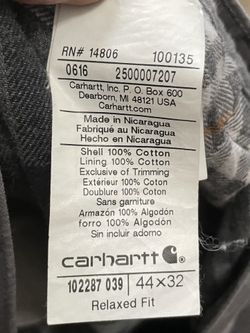 RN# 14806 100135
0616 2500007207
Carhartt, Inc. P. O. Box 600
Dearborn, MI 48121 USA
Carhartt.com
Made in Nicaragua
Fabriqué au Nicaragua
Hecho en Nicaragua
Shell 100% Cotton
Lining 100% Cotton
Exclusive of Trimming
Extérieur 100% Coton
Doublure 100% Coton
Sans garniture
Armazón 100% Algodón
forro 100% Algodón
Sin incluir adorno
carhartt
102287 039 44×32
Relaxed Fit